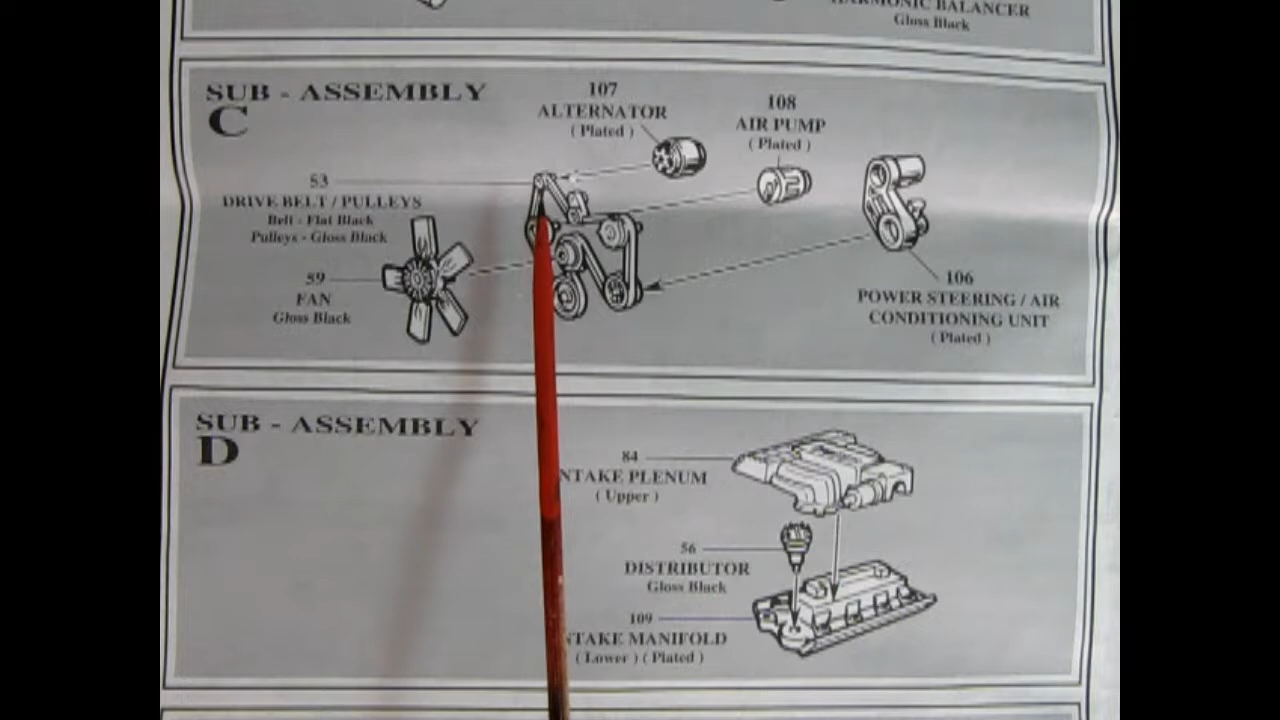 HARMONIC BALANCER
Gloss Black
SUB - ASSEMBLY
C
107
ALTERNATOR
( Plated )
108
AIR PUMP
( Plated )
53
DRIVE BELT / PULLEYS
Belt - Flat Black
Pulleys - Gloss Black
59
FAN
Gloss Black
106
POWER STEERING / AIR
CONDITIONING UNIT
( Plated )
SUB - ASSEMBLY
D
84
NTAKE PLENUM
( Upper )
56
DISTRIBUTOR
Gloss Black
109
NTAKE MANIFOLD
( Lower ) ( Plated )